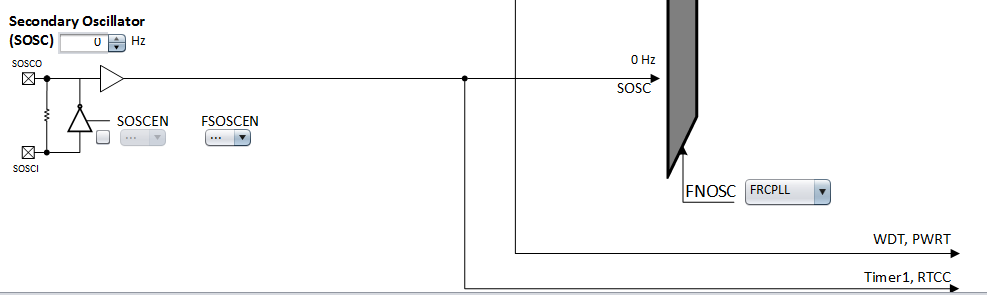 Secondary Oscillator
(SOSC) 0 Hz
SOSCO
0 Hz
SOSC
SOSCEN FSOSCEN
... ...
SOSCI
FNOSC FRCPLL
WDT, PWRT
Timer1, RTCC